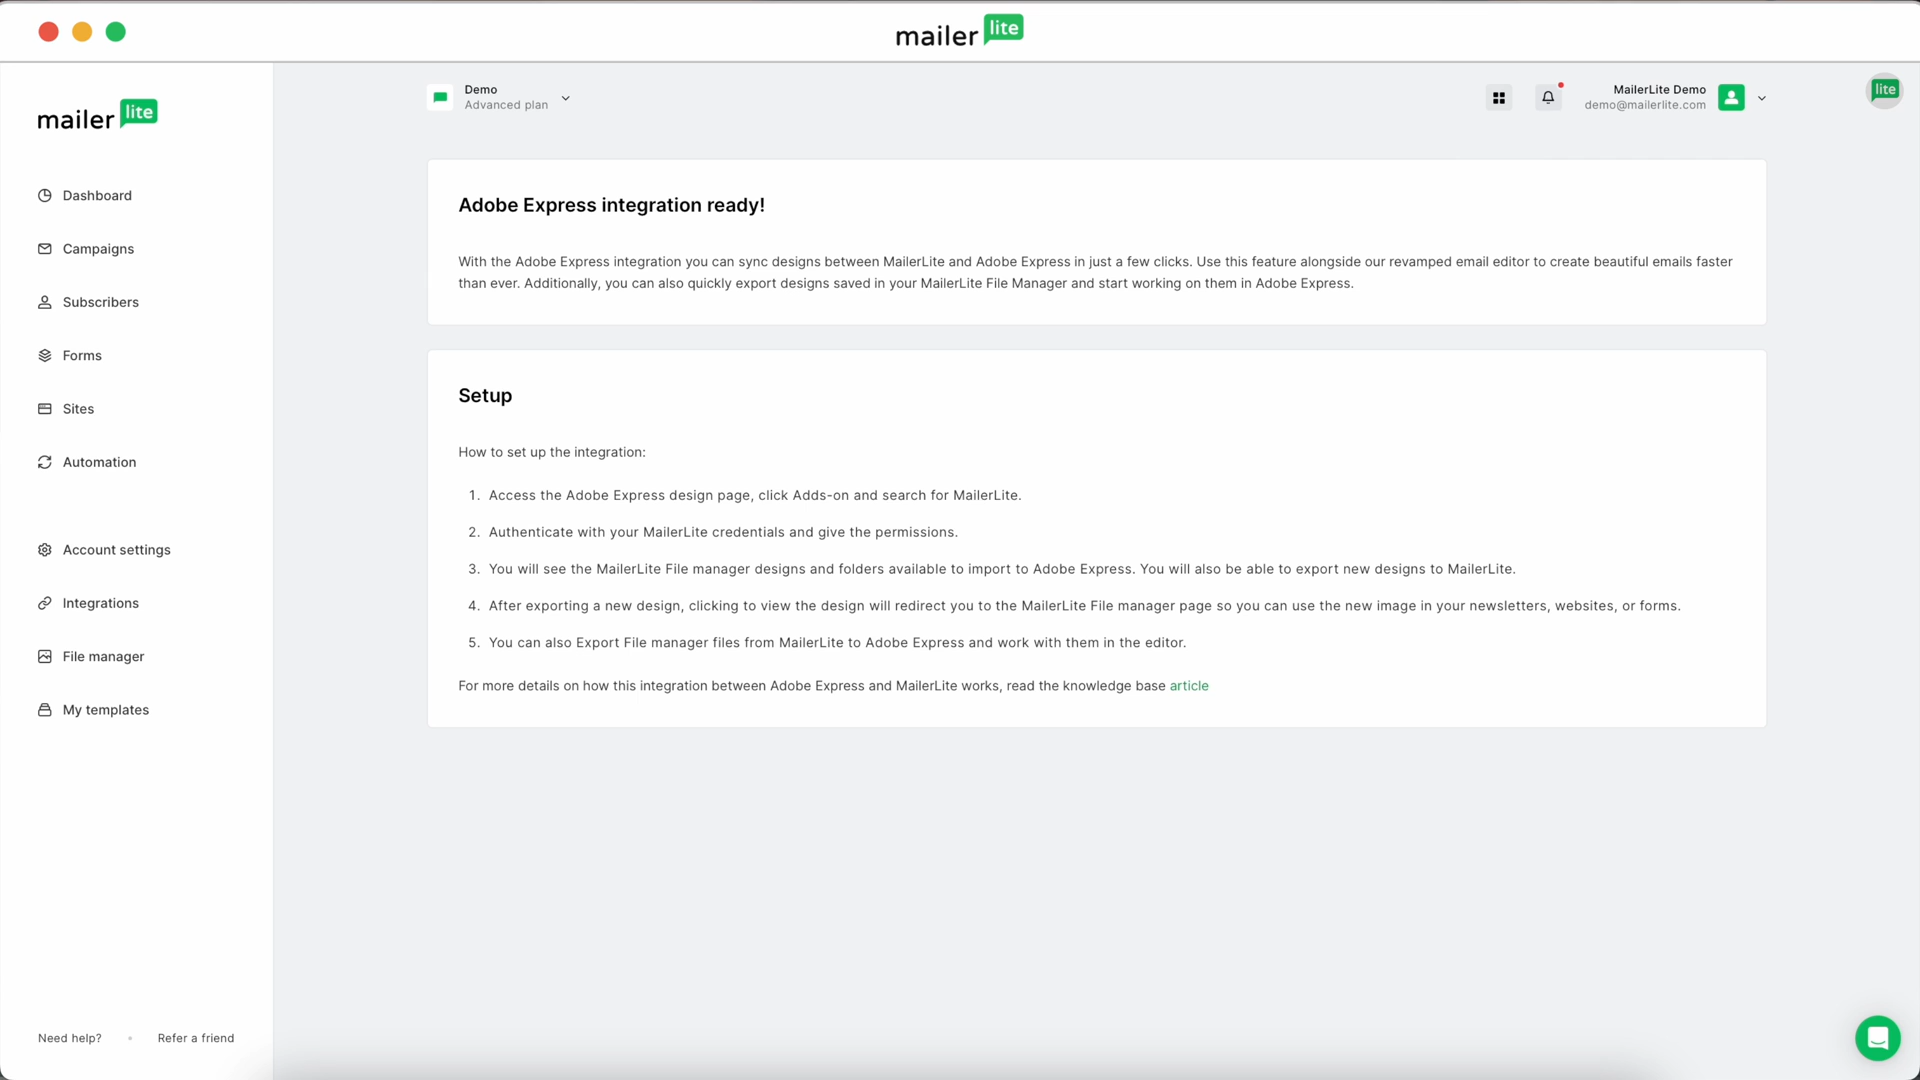 mailer lite
mailer lite
Demo
Advanced plan
MailerLite Demo
demo@mailerlite.com
lite
Dashboard
Campaigns
Subscribers
Forms
Sites
Automation
Account settings
Integrations
File manager
My templates
Need help?
Refer a friend
Adobe Express integration ready!
With the Adobe Express integration you can sync designs between MailerLite and Adobe Express in just a few clicks. Use this feature alongside our revamped email editor to create beautiful emails faster
than ever. Additionally, you can also quickly export designs saved in your MailerLite File Manager and start working on them in Adobe Express.
Setup
How to set up the integration:
1. Access the Adobe Express design page, click Adds-on and search for MailerLite.
2. Authenticate with your MailerLite credentials and give the permissions.
3. You will see the MailerLite File manager designs and folders available to import to Adobe Express. You will also be able to export new designs to MailerLite.
4. After exporting a new design, clicking to view the design will redirect you to the MailerLite File manager page so you can use the new image in your newsletters, websites, or forms.
5. You can also Export File manager files from MailerLite to Adobe Express and work with them in the editor.
For more details on how this integration between Adobe Express and MailerLite works, read the knowledge base article